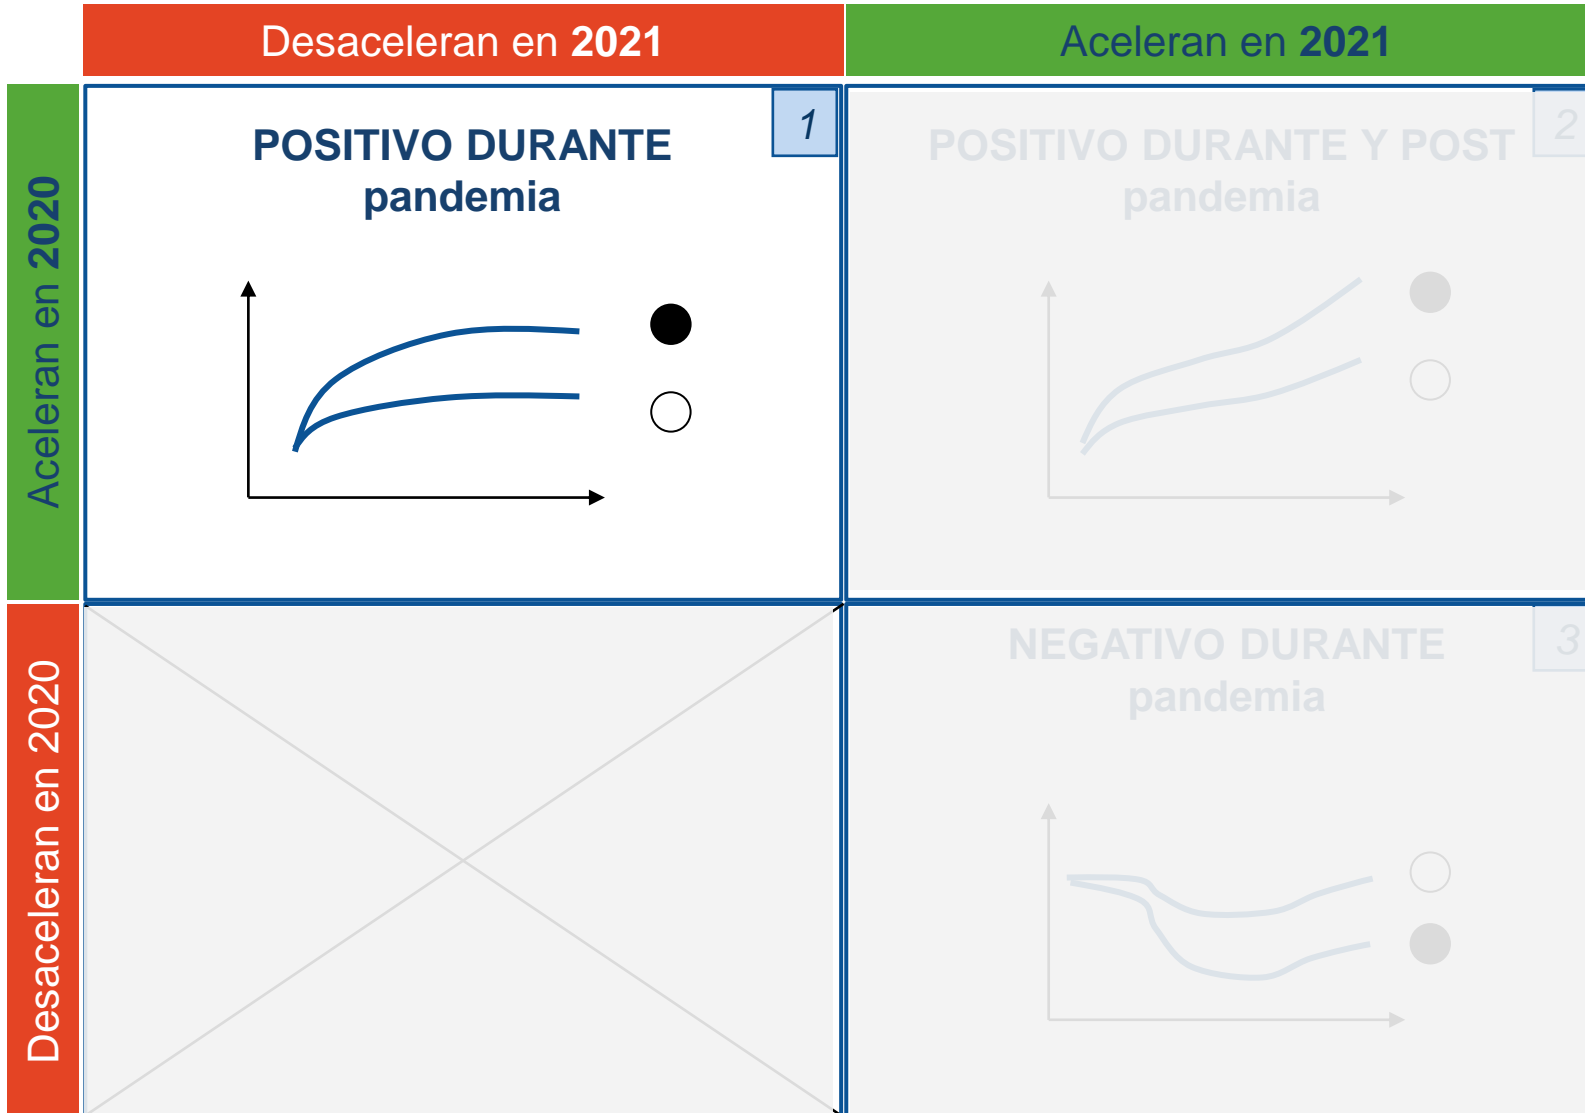 Desaceleran en 2021
Aceleran en 2021
Aceleran en 2020
POSITIVO DURANTE
pandemia
1
POSITIVO DURANTE Y POST
pandemia
2
Desaceleran en 2020
NEGATIVO DURANTE
pandemia
3